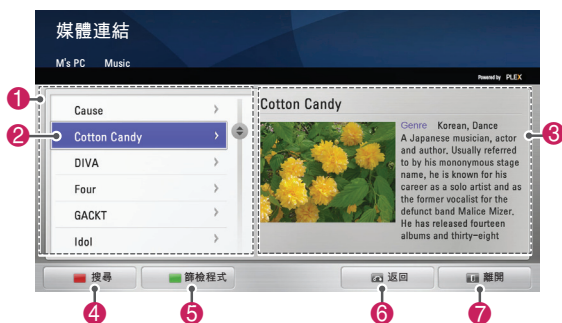 媒體連結
M's PC Music
Powered by PLEX
1
2
Cause
Cotton Candy
DIVA
Four
GACKT
Idol
Cotton Candy
3
Genre Korean, Dance
A Japanese musician, actor
and author. Usually referred
to by his mononymous stage
name, he is known for his
career as a solo artist and as
the former vocalist for the
defunct band Malice Mizer.
He has released fourteen
albums and thirty-eight
搜尋
篩檢程式
返回
離開
4
5
6
7